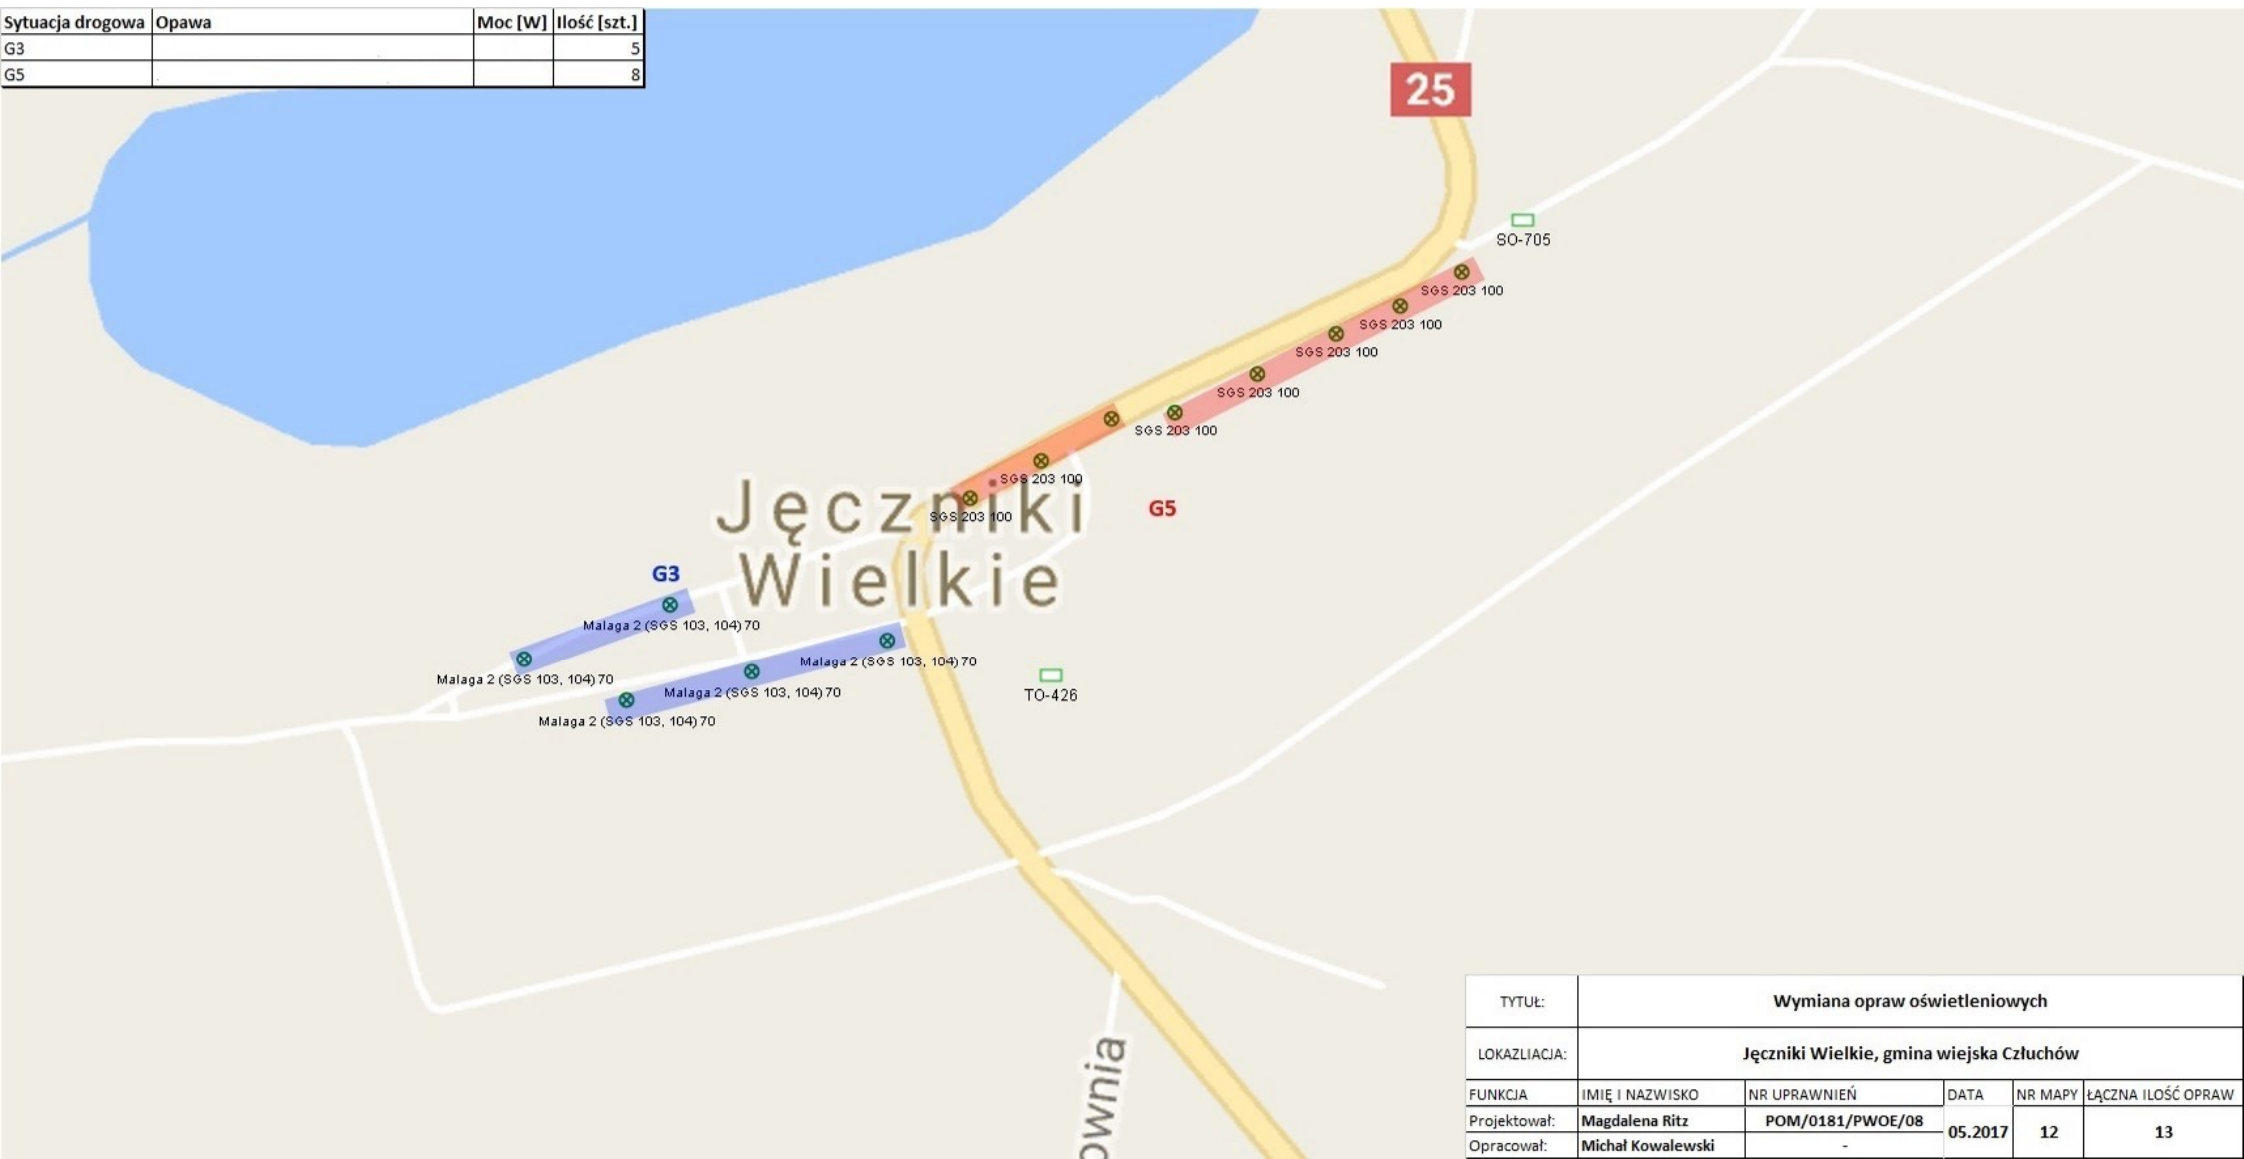 Sytuacja drogowa Opawa Moc [W] Ilość [szt.]
G3 5
G5 8
25
SO-705
SGS 203 100
SGS 203 100
SGS 203 100
SGS 203 100
SGS 203 100
SGS 203 100
SGS 203 100
G5
Jęczniki
Wielkie
G3
Malaga 2 (SGS 103, 104) 70
Malaga 2 (SGS 103, 104) 70
Malaga 2 (SGS 103, 104) 70
Malaga 2 (SGS 103, 104) 70
Malaga 2 (SGS 103, 104) 70
TO-426
ownia
TYTUŁ: Wymiana opraw oświetleniowych
LOKAZLIACJA: Jęczniki Wielkie, gmina wiejska Człuchów
FUNKCJA IMIĘ I NAZWISKO NR UPRAWNIEŃ DATA NR MAPY ŁĄCZNA ILOŚĆ OPRAW
Projektował: Magdalena Ritz POM/0181/PWOE/08 05.2017 12 13
Opracował: Michał Kowalewski -